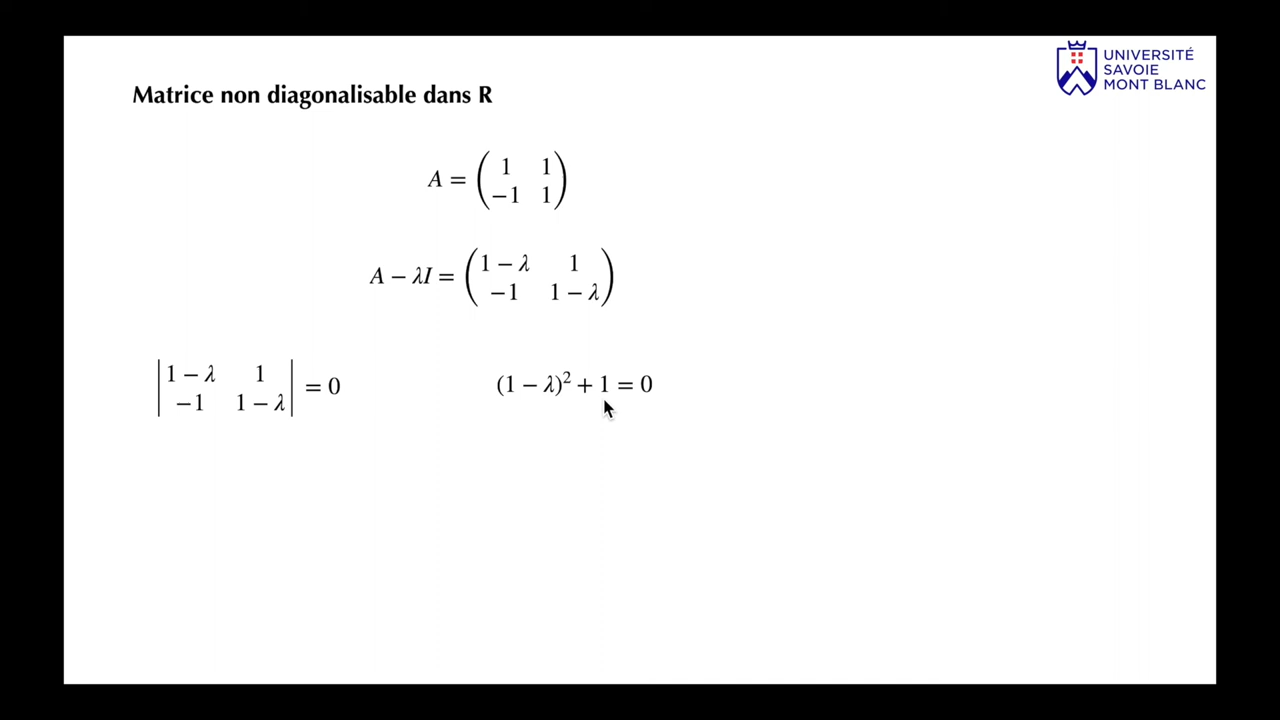 UNIVERSITÉ
SAVOIE
MONT BLANC
Matrice non diagonalisable dans R
A = ( 1 1
−1 1 )
A − λI = ( 1 − λ 1
−1 1 − λ )
| 1 − λ 1
−1 1 − λ | = 0
(1 − λ)² + 1 = 0